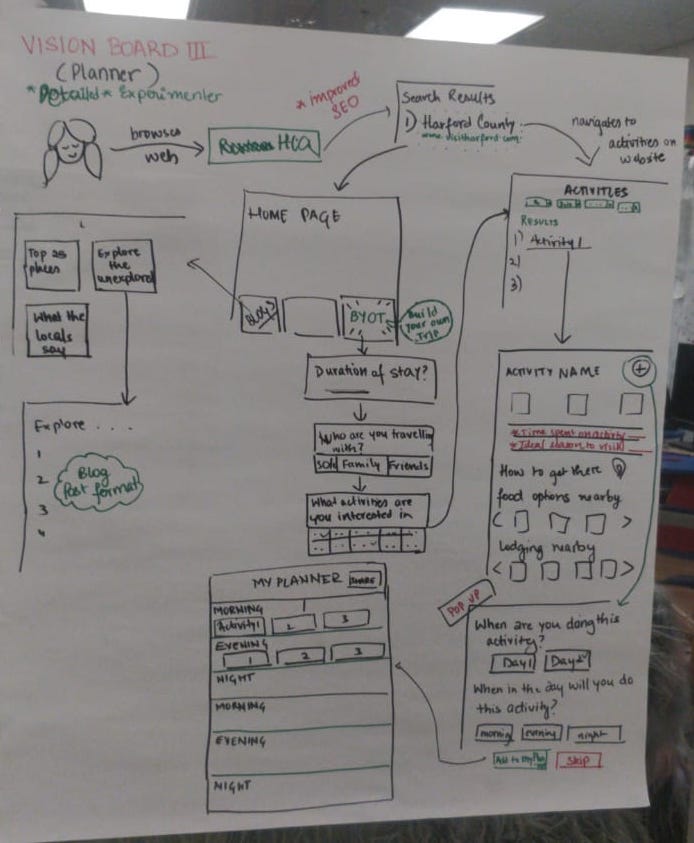 VISION BOARD III
(Planner)
*Detailed* Experimenter
browses
web
HCA
* improved
SEO
Search Results
1) Harford County
www.visitharford.com
navigates to
activities on
website
ACTIVITIES
RESULTS
1) Activity 1
2)
3)
HOME PAGE
BLOGS
BYOT
Build
your own
Trip
Top 25
places
Explore
the
unexplored
What the
locals
say
Explore . . .
1
2
3
4
Blog
Post format
Duration of stay?
Who are you travelling
with?
Solo Family Friends
What activities are
you interested in
ACTIVITY NAME
+
* Time spent on activity
* Ideal season to visit
How to get there
food options nearby
< >
Lodging nearby
< >
POP UP
When are you doing this
activity?
Day 1 Day 2
When in the day will you do
this activity?
morning evening night
Add to My Plan Skip
MY PLANNER SHARE
MORNING
Activity 1 2 3
EVENING
1 2 3
NIGHT
MORNING
EVENING
NIGHT